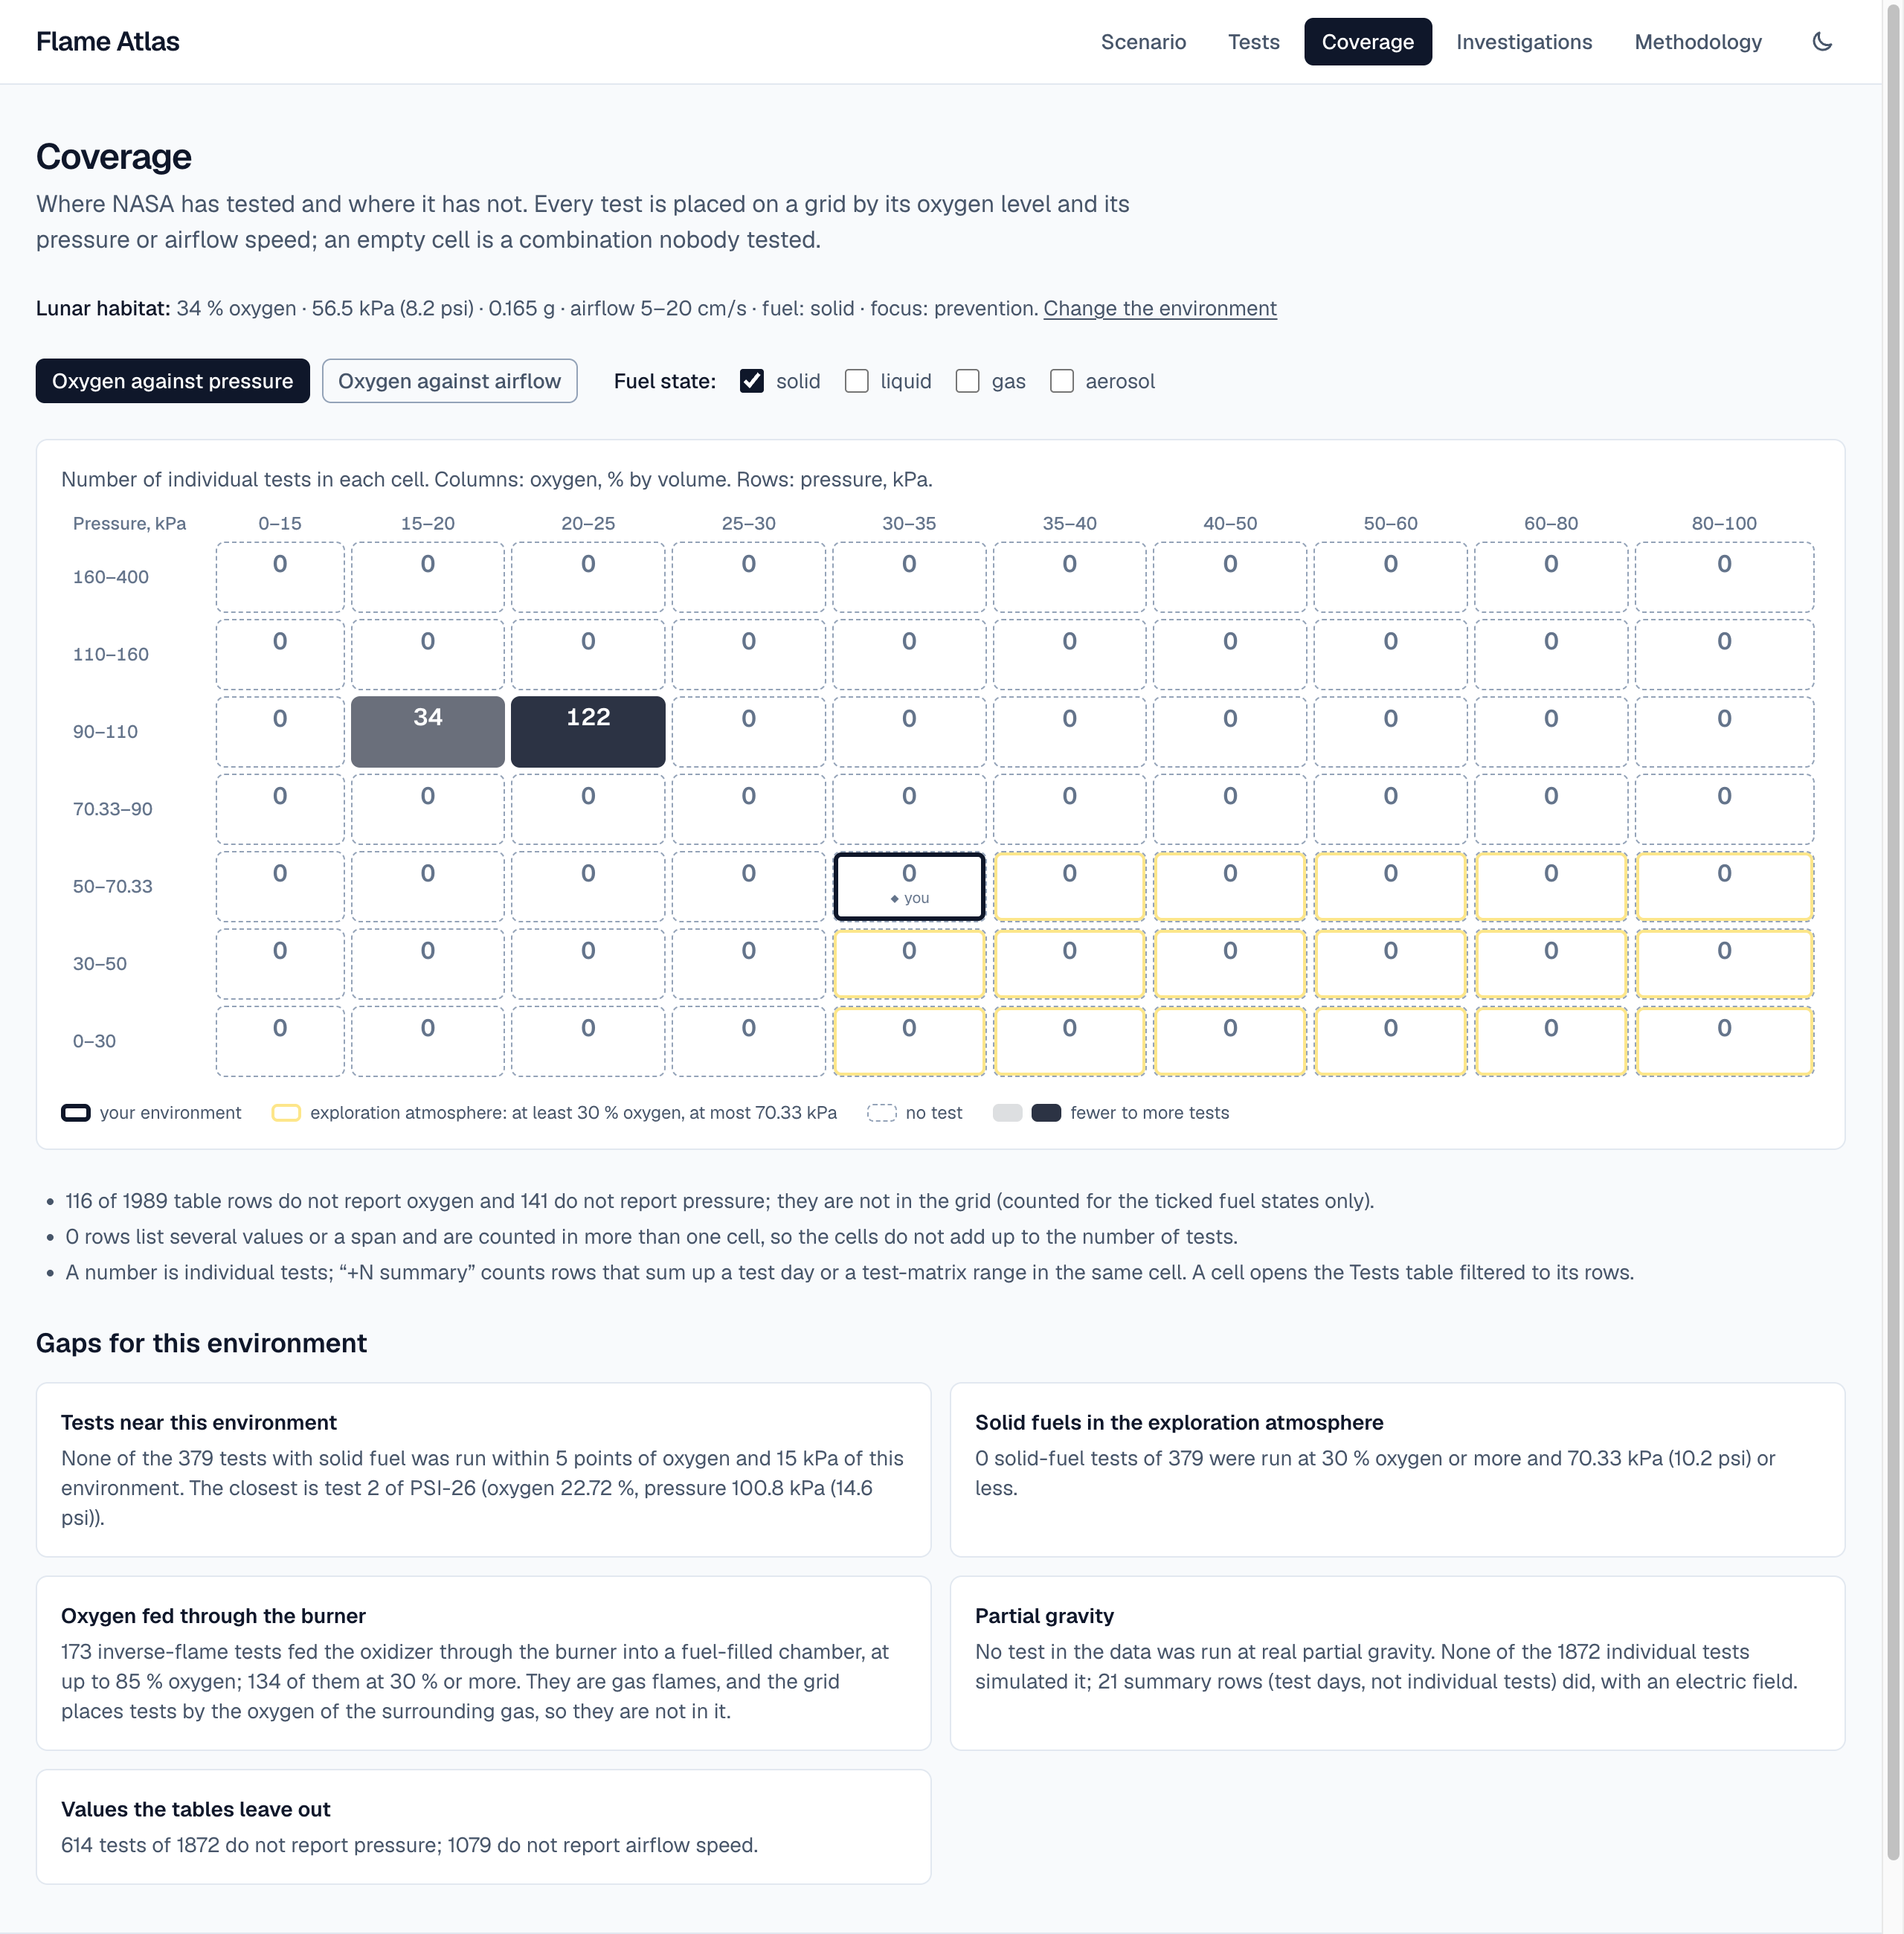 Flame Atlas
Scenario Tests Coverage Investigations Methodology
Coverage
Where NASA has tested and where it has not. Every test is placed on a grid by its oxygen level and its
pressure or airflow speed; an empty cell is a combination nobody tested.
Lunar habitat: 34 % oxygen · 56.5 kPa (8.2 psi) · 0.165 g · airflow 5–20 cm/s · fuel: solid · focus: prevention. Change the environment
Oxygen against pressure Oxygen against airflow Fuel state: solid liquid gas aerosol
Number of individual tests in each cell. Columns: oxygen, % by volume. Rows: pressure, kPa.
Pressure, kPa 0–15 15–20 20–25 25–30 30–35 35–40 40–50 50–60 60–80 80–100
160–400 0 0 0 0 0 0 0 0 0 0
110–160 0 0 0 0 0 0 0 0 0 0
90–110 0 34 122 0 0 0 0 0 0 0
70.33–90 0 0 0 0 0 0 0 0 0 0
50–70.33 0 0 0 0 0 0 0 0 0 0
◆ you
30–50 0 0 0 0 0 0 0 0 0 0
0–30 0 0 0 0 0 0 0 0 0 0
your environment exploration atmosphere: at least 30 % oxygen, at most 70.33 kPa no test fewer to more tests
• 116 of 1989 table rows do not report oxygen and 141 do not report pressure; they are not in the grid (counted for the ticked fuel states only).
• 0 rows list several values or a span and are counted in more than one cell, so the cells do not add up to the number of tests.
• A number is individual tests; “+N summary” counts rows that sum up a test day or a test-matrix range in the same cell. A cell opens the Tests table filtered to its rows.
Gaps for this environment
Tests near this environment
None of the 379 tests with solid fuel was run within 5 points of oxygen and 15 kPa of this
environment. The closest is test 2 of PSI-26 (oxygen 22.72 %, pressure 100.8 kPa (14.6
psi)).
Solid fuels in the exploration atmosphere
0 solid-fuel tests of 379 were run at 30 % oxygen or more and 70.33 kPa (10.2 psi) or
less.
Oxygen fed through the burner
173 inverse-flame tests fed the oxidizer through the burner into a fuel-filled chamber, at
up to 85 % oxygen; 134 of them at 30 % or more. They are gas flames, and the grid
places tests by the oxygen of the surrounding gas, so they are not in it.
Partial gravity
No test in the data was run at real partial gravity. None of the 1872 individual tests
simulated it; 21 summary rows (test days, not individual tests) did, with an electric field.
Values the tables leave out
614 tests of 1872 do not report pressure; 1079 do not report airflow speed.